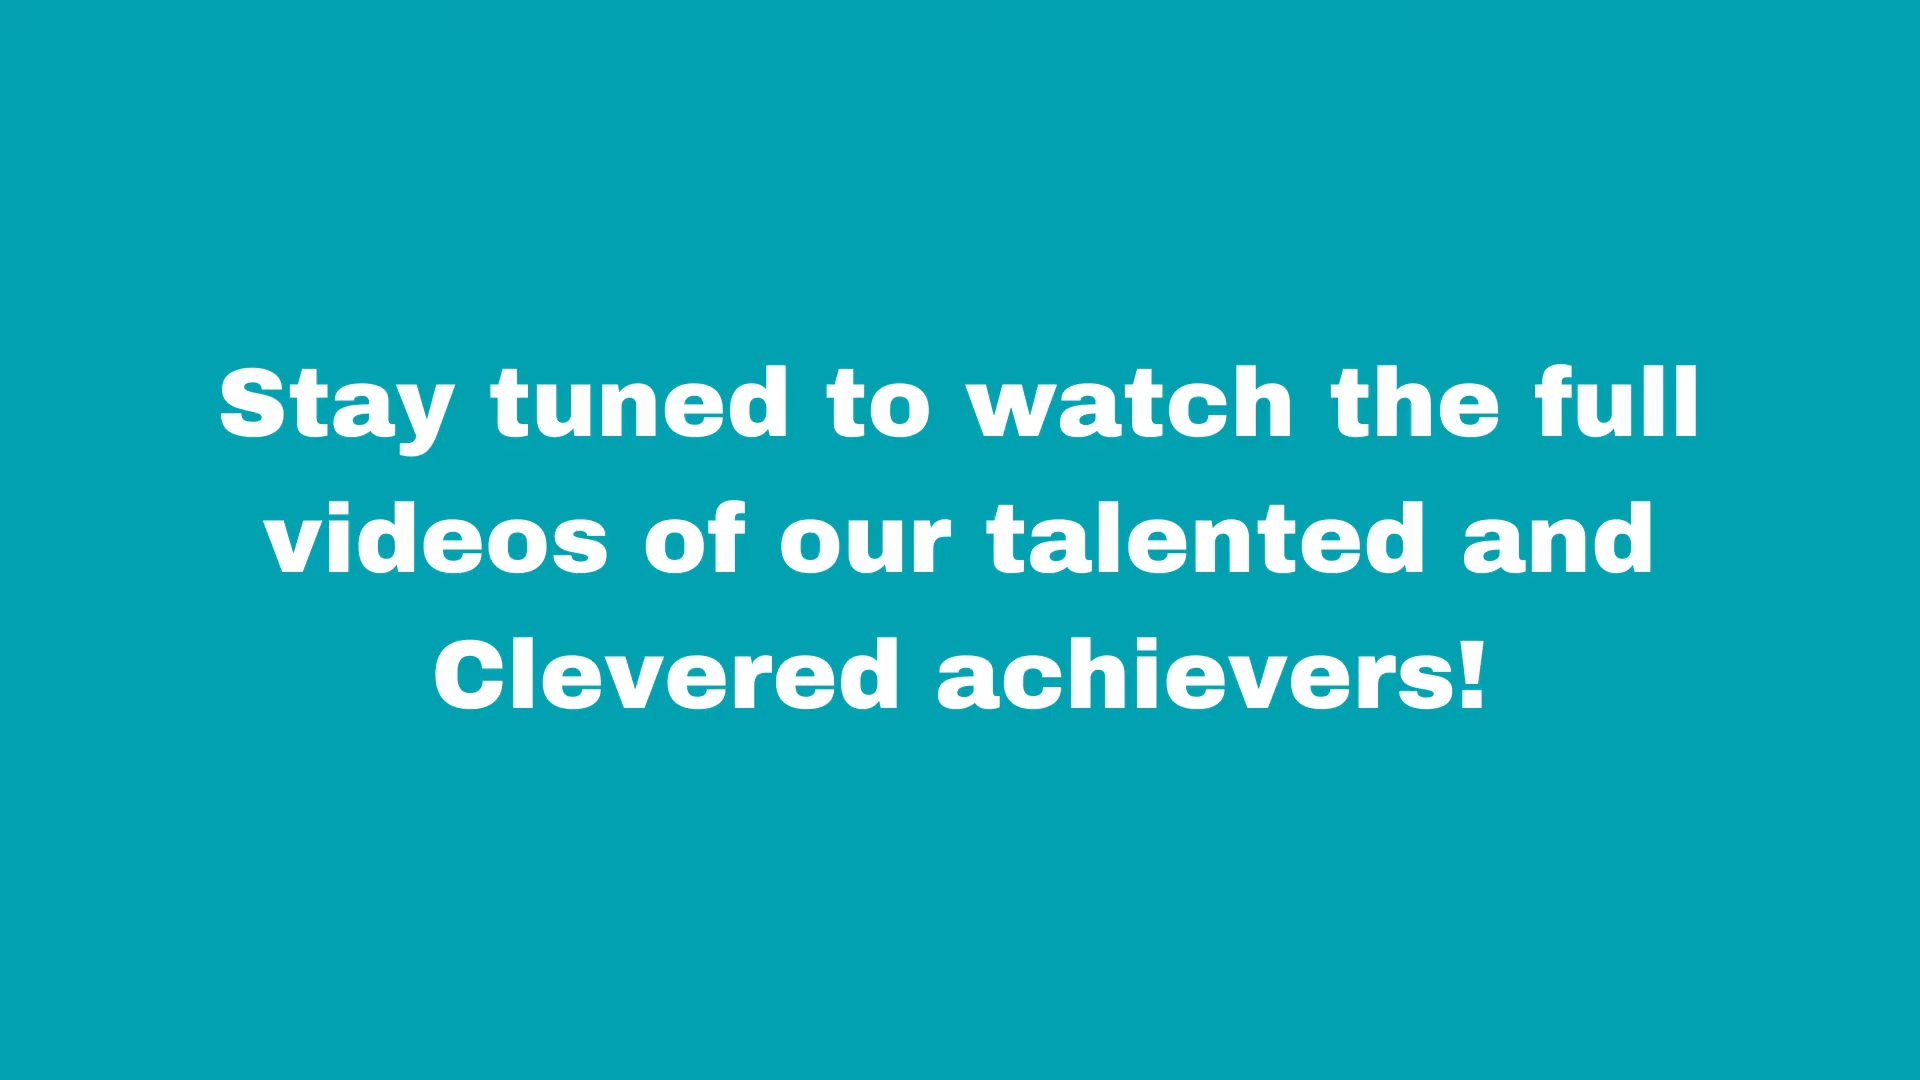 Stay tuned to watch the full
videos of our talented and
Clevered achievers!